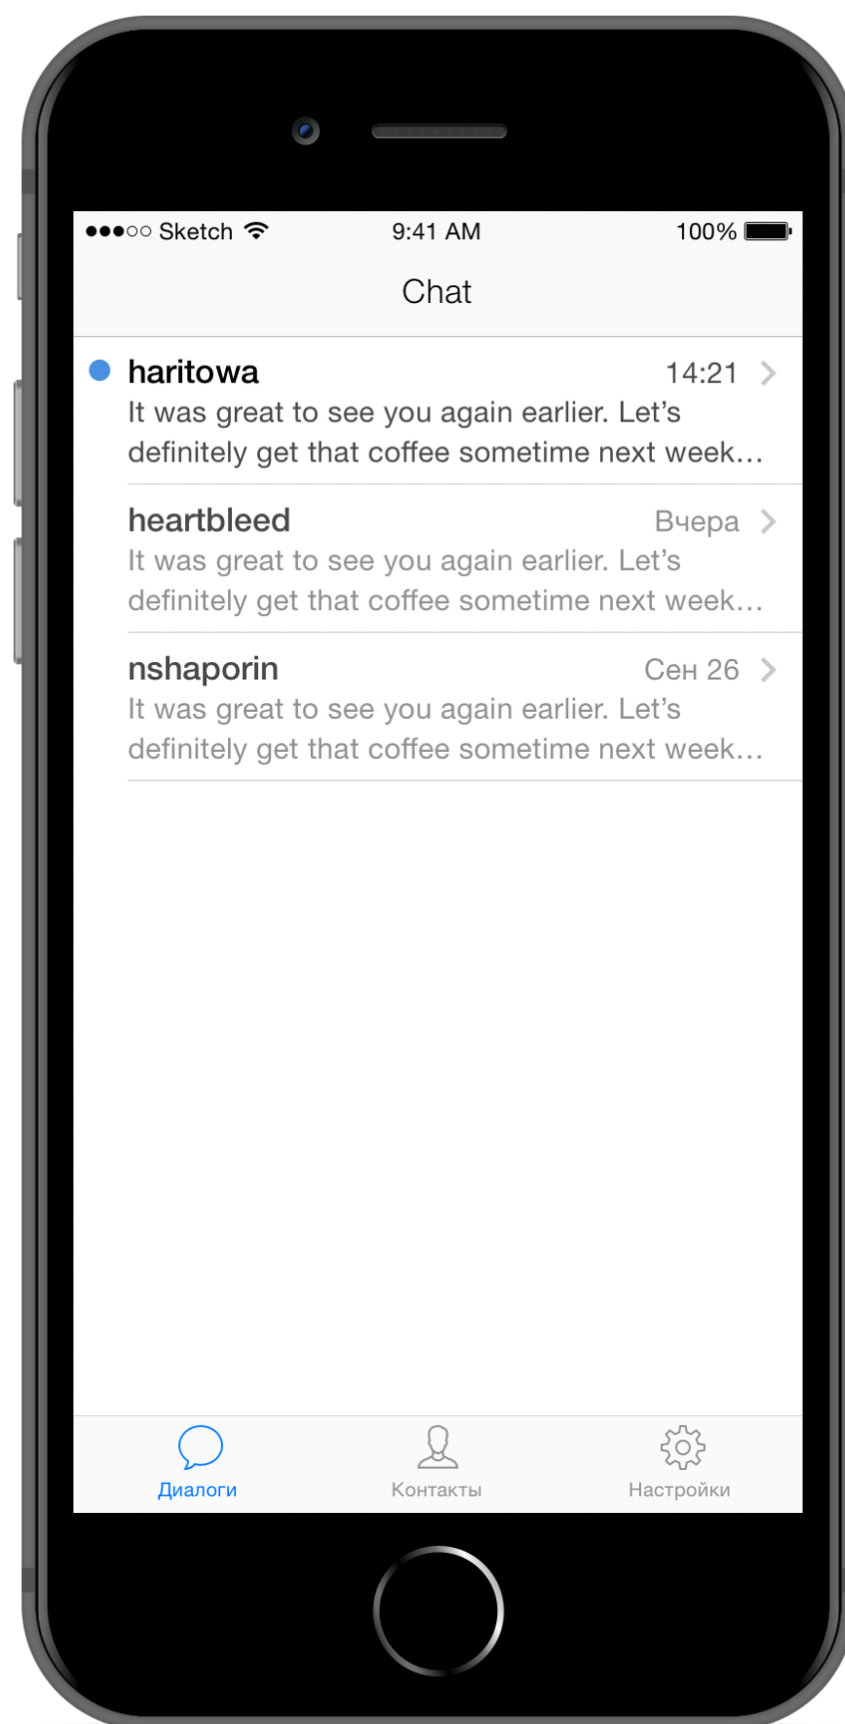 Sketch 9:41 AM 100%
Chat
haritowa 14:21
It was great to see you again earlier. Let’s
definitely get that coffee sometime next week…
heartbleed Вчера
It was great to see you again earlier. Let’s
definitely get that coffee sometime next week…
nshaporin Сен 26
It was great to see you again earlier. Let’s
definitely get that coffee sometime next week…
Диалоги Контакты Настройки